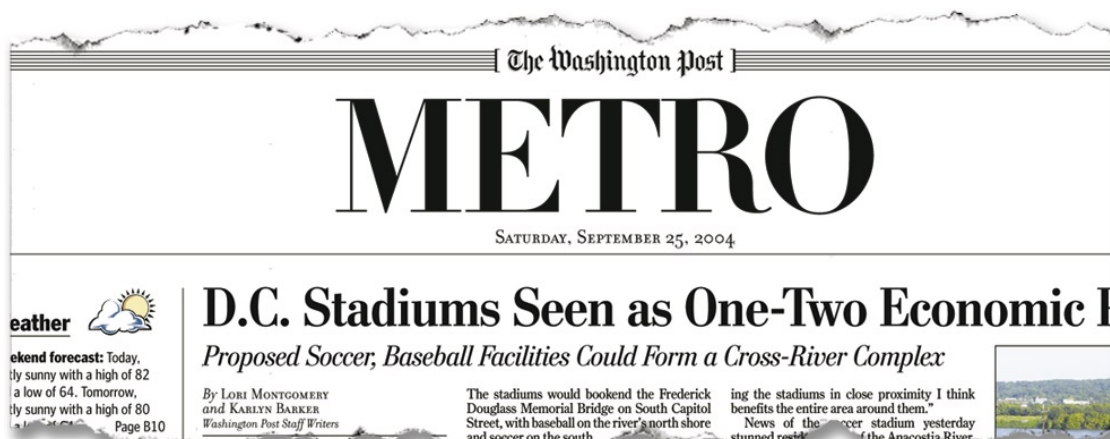 [ The Washington Post ]
METRO
SATURDAY, SEPTEMBER 25, 2004
eather
ekend forecast: Today,
tly sunny with a high of 82
a low of 64. Tomorrow,
tly sunny with a high of 80
Page B10
D.C. Stadiums Seen as One-Two Economic
Proposed Soccer, Baseball Facilities Could Form a Cross-River Complex
By LORI MONTGOMERY
and KARLYN BARKER
Washington Post Staff Writers
The stadiums would bookend the Frederick
Douglass Memorial Bridge on South Capitol
Street, with baseball on the river's north shore
and soccer on the south.
ing the stadiums in close proximity I think
benefits the entire area around them."
News of the soccer stadium yesterday
stunned of the Anacostia River